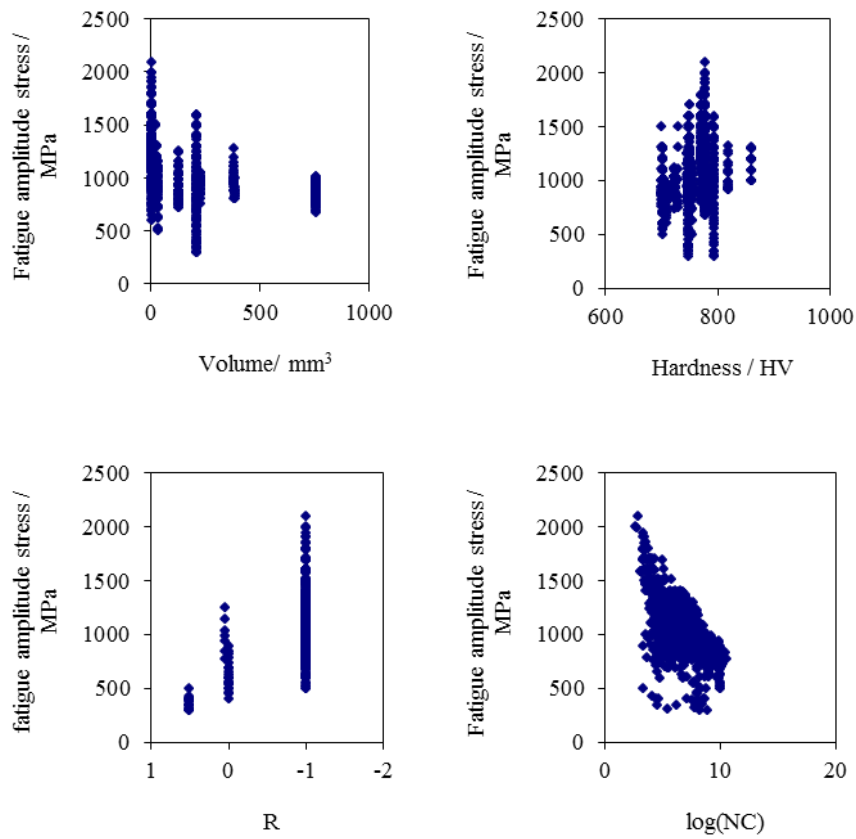 Fatigue amplitude stress /
MPa
2500
2000
1500
1000
500
0
0 500 1000
Volume/ mm³
Fatigue amplitude stress /
MPa
2500
2000
1500
1000
500
0
600 800 1000
Hardness / HV
fatigue amplitude stress /
MPa
2500
2000
1500
1000
500
0
1 0 -1 -2
R
Fatigue amplitude stress /
MPa
2500
2000
1500
1000
500
0
0 10 20
log(NC)